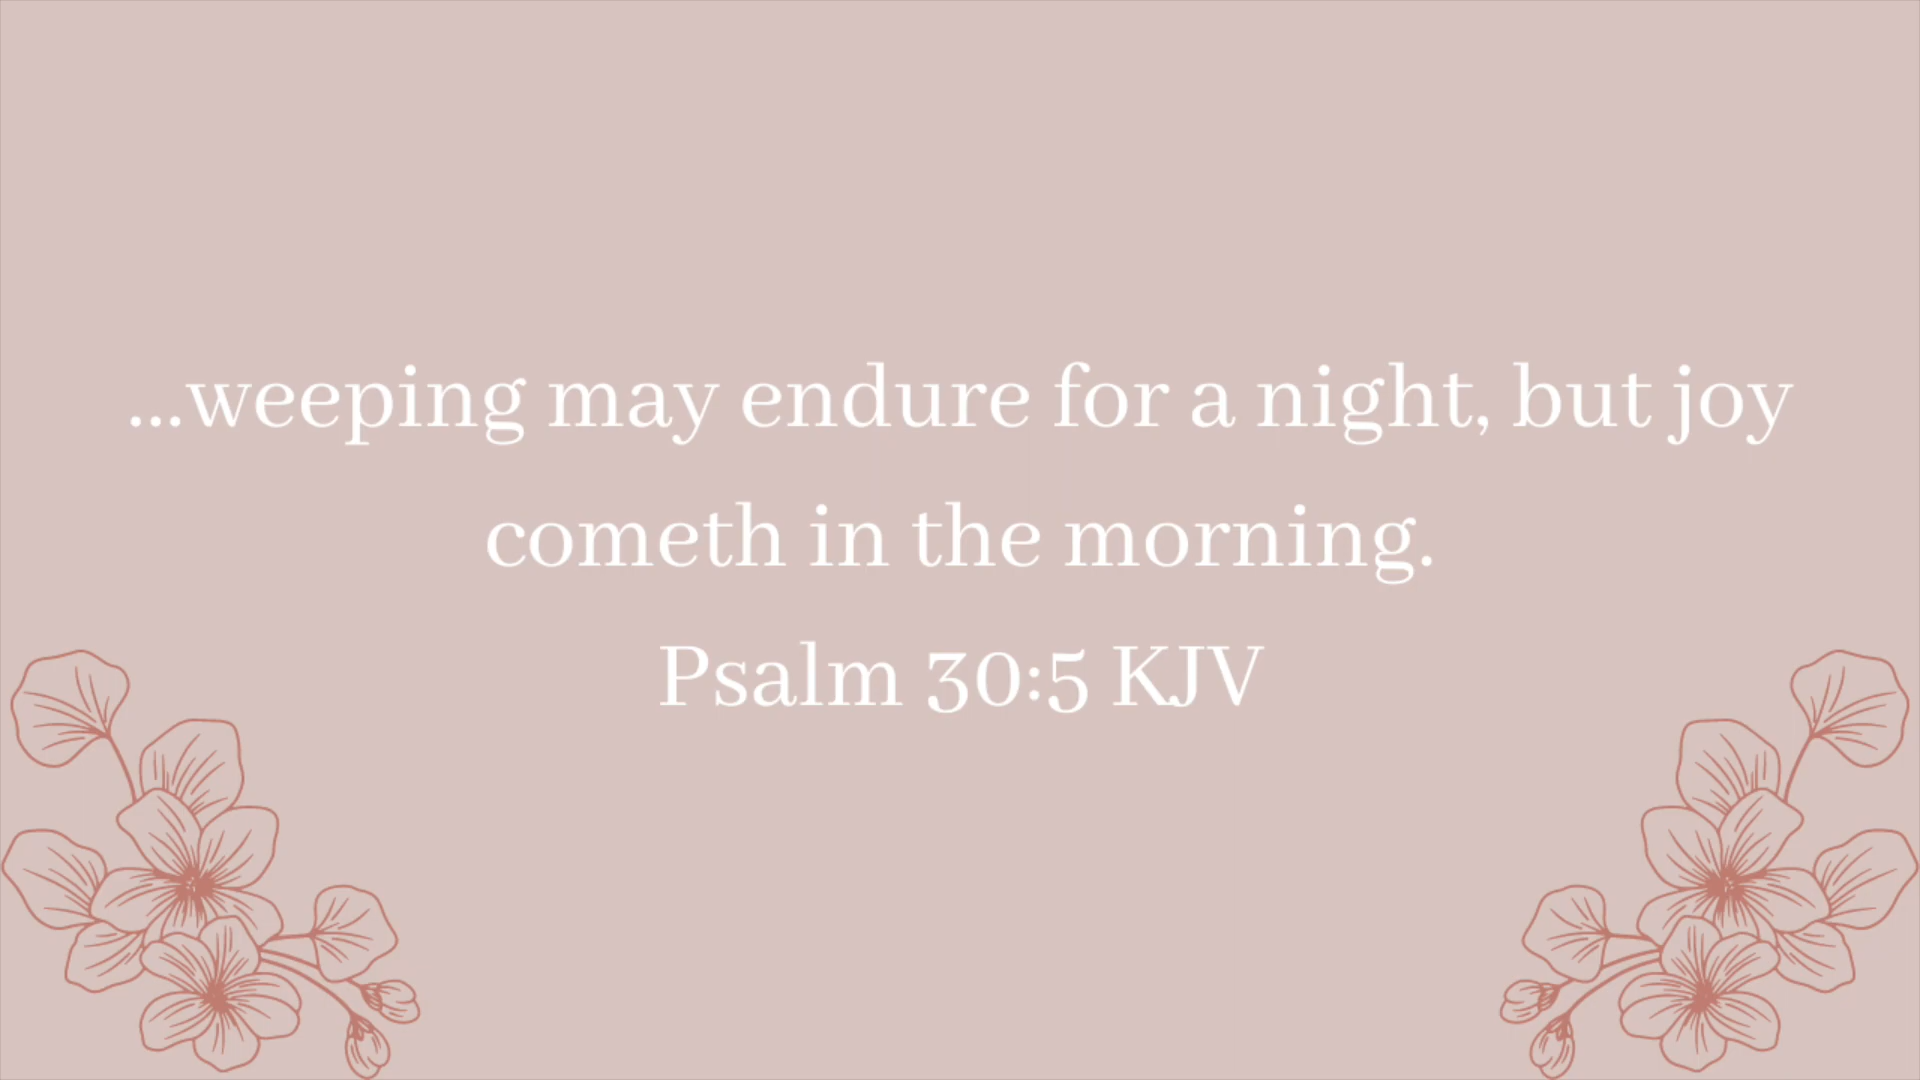 ...weeping may endure for a night, but joy
cometh in the morning.
Psalm 30:5 KJV